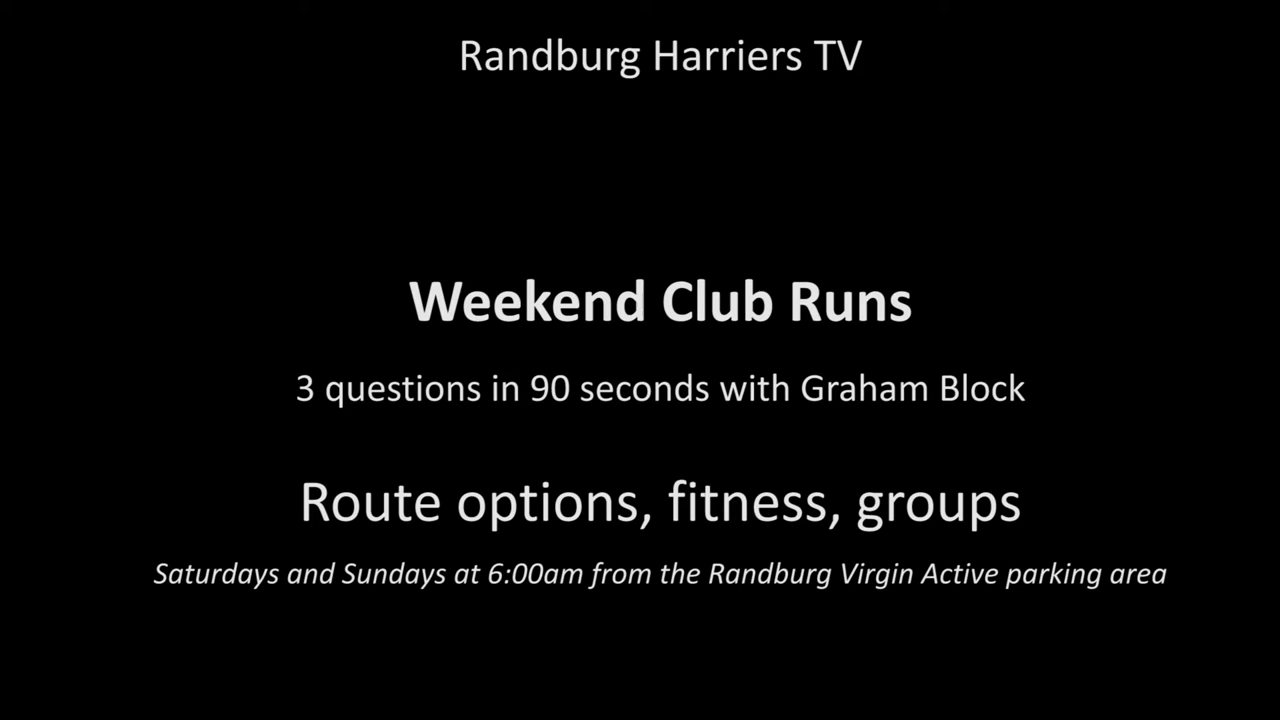 Randburg Harriers TV
Weekend Club Runs
3 questions in 90 seconds with Graham Block
Route options, fitness, groups
Saturdays and Sundays at 6:00am from the Randburg Virgin Active parking area